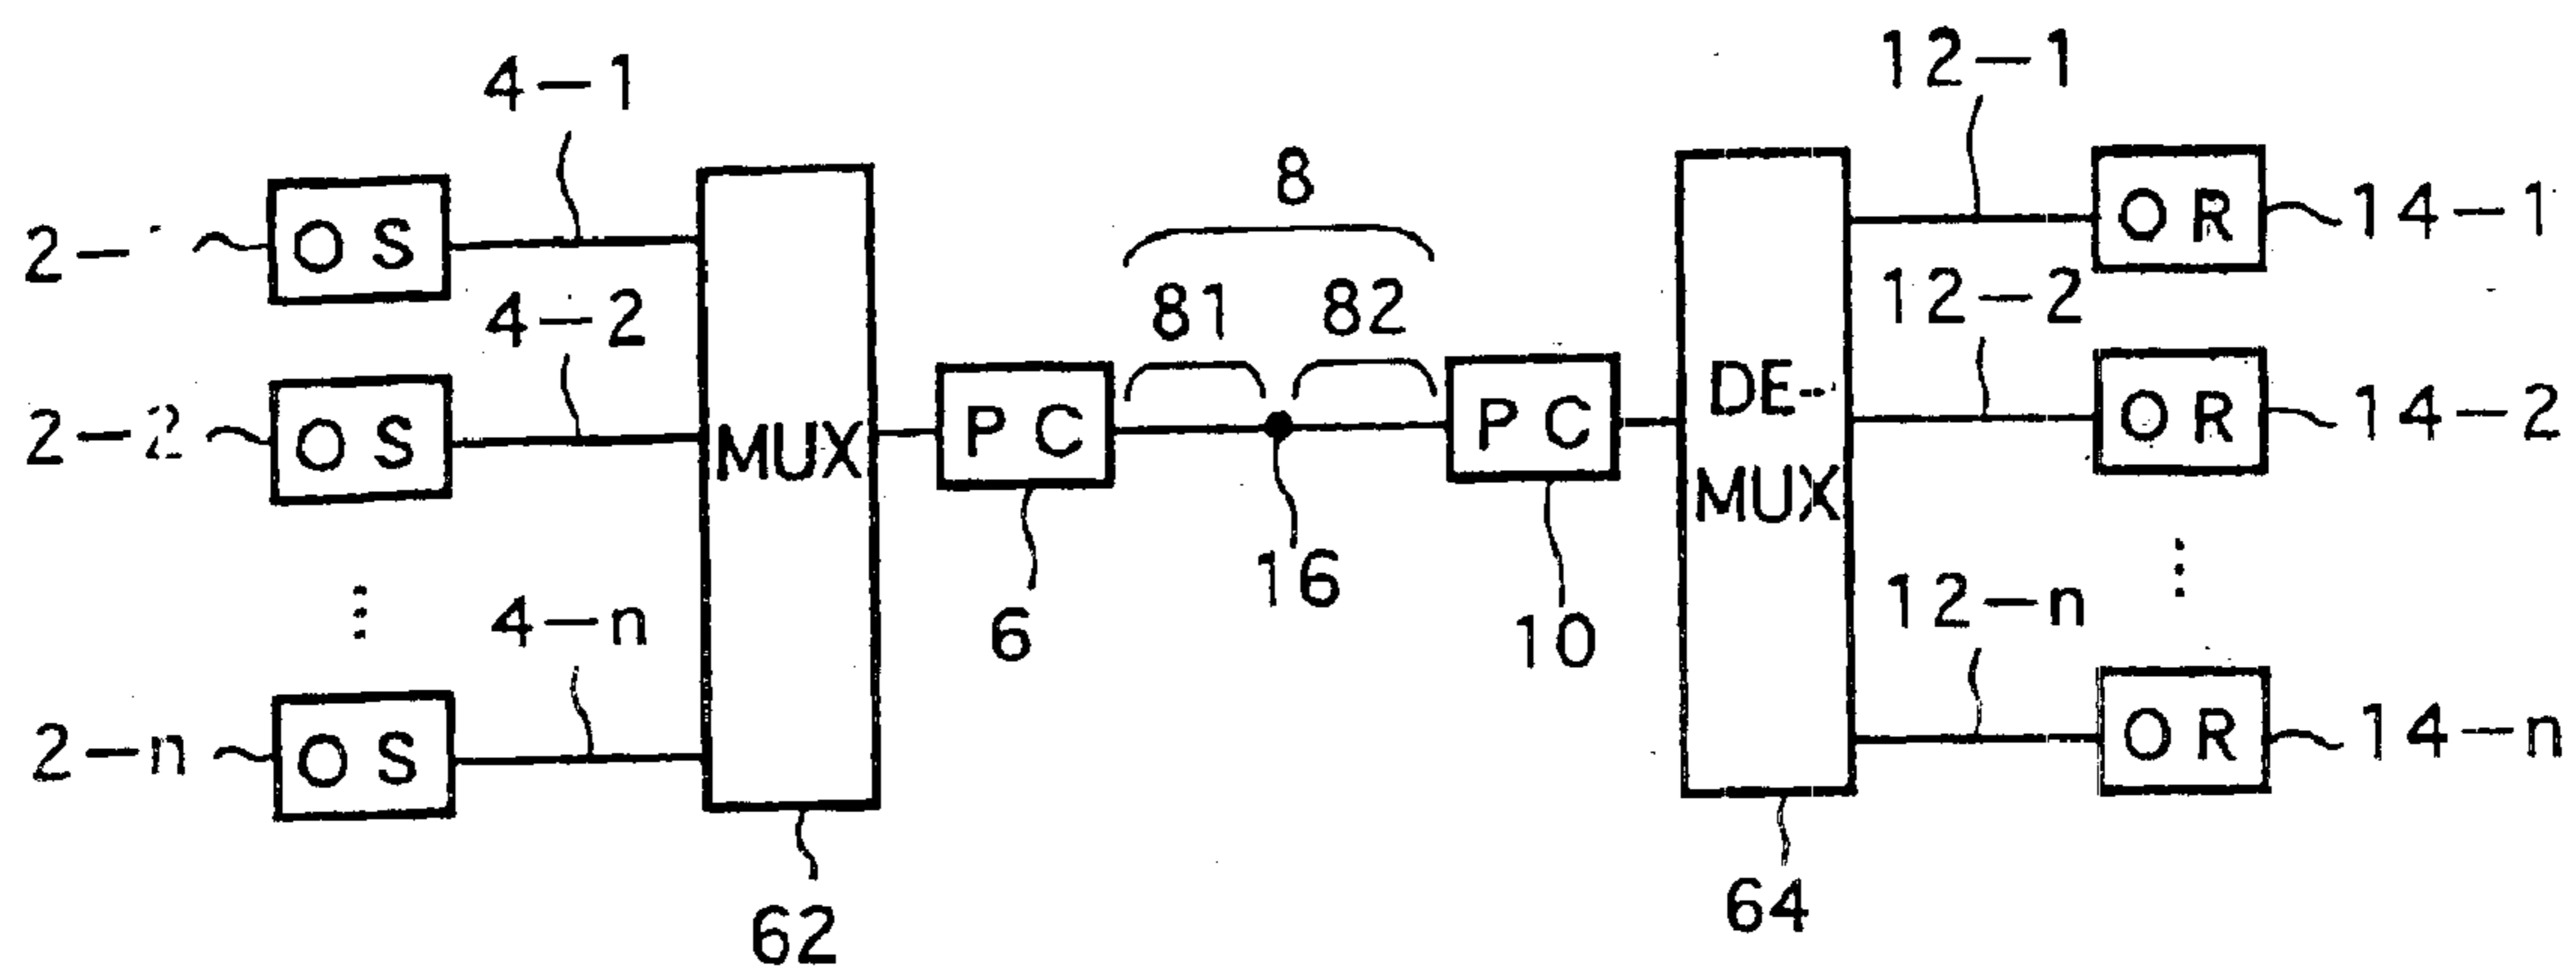 4-1
12-1
8
2-
OS
OR
14-1
4-2
81
82
12-2
2-2
OS
MUX
PC
PC
DE-
MUX
OR
14-2
16
4-n
6
10
12-n
2-n
OS
OR
14-n
62
64